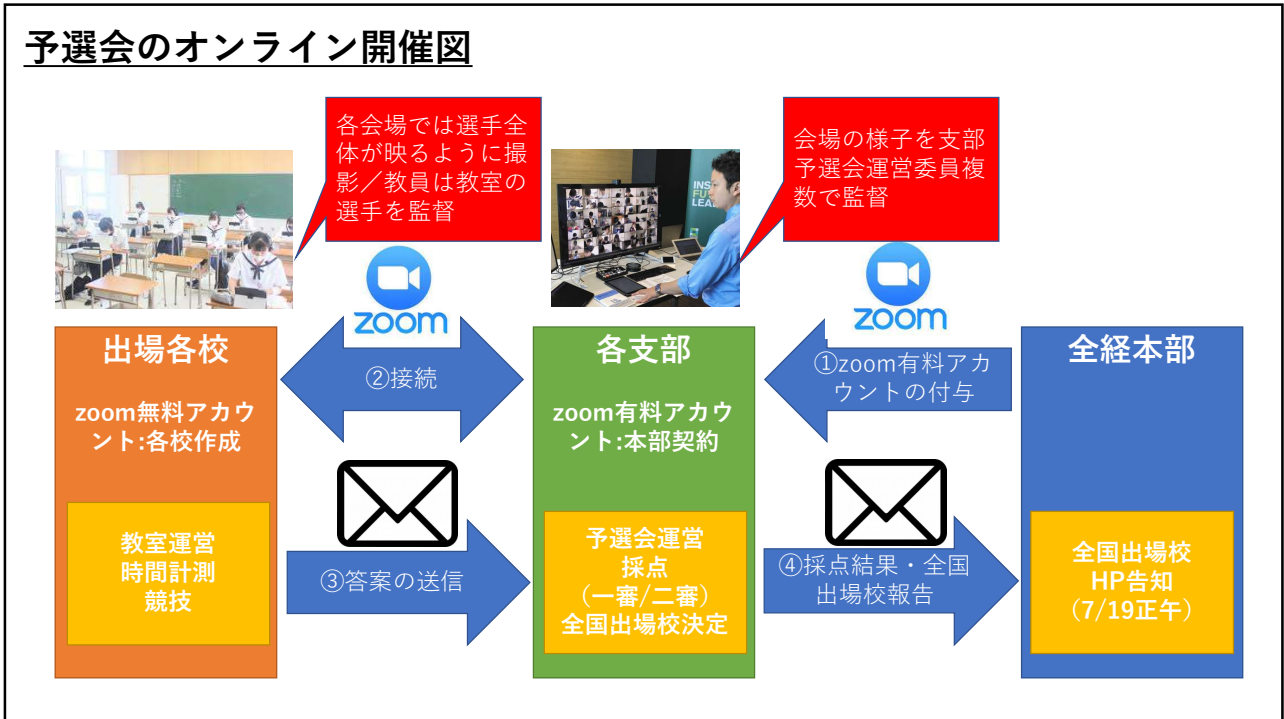 予選会のオンライン開催図
各会場では選手全
体が映るように撮
影／教員は教室の
選手を監督
会場の様子を支部
予選会運営委員複
数で監督
INS
FU
LEA
zoom
zoom
出場各校
zoom無料アカウ
ント:各校作成
教室運営
時間計測
競技
②接続
③答案の送信
各支部
zoom有料アカウ
ント:本部契約
予選会運営
採点
（一審/二審）
全国出場校決定
①zoom有料アカ
ウントの付与
④採点結果・全国
出場校報告
全経本部
全国出場校
HP告知
（7/19正午）